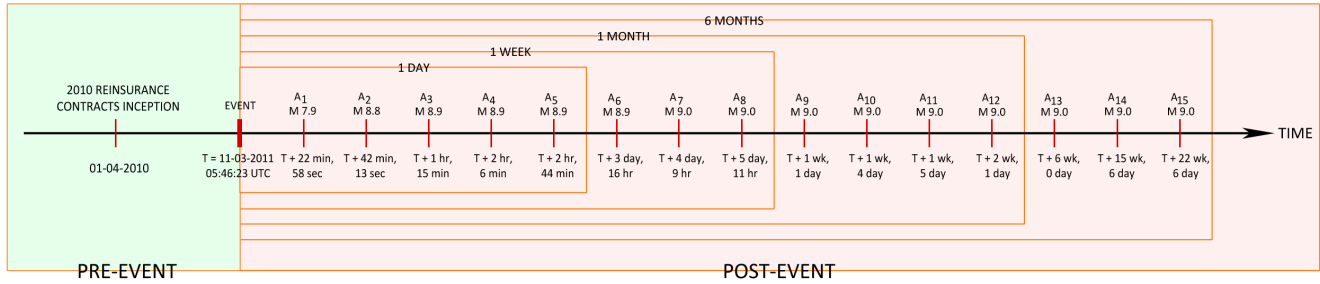 6 MONTHS
1 MONTH
1 WEEK
1 DAY
2010 REINSURANCE
CONTRACTS INCEPTION
01-04-2010
EVENT
T = 11-03-2011
05:46:23 UTC
A1
M 7.9
T + 22 min,
58 sec
A2
M 8.8
T + 42 min,
13 sec
A3
M 8.9
T + 1 hr,
15 min
A4
M 8.9
T + 2 hr,
6 min
A5
M 8.9
T + 2 hr,
44 min
A6
M 8.9
T + 3 day,
16 hr
A7
M 9.0
T + 4 day,
9 hr
A8
M 9.0
T + 5 day,
11 hr
A9
M 9.0
T + 1 wk,
1 day
A10
M 9.0
T + 1 wk,
4 day
A11
M 9.0
T + 1 wk,
5 day
A12
M 9.0
T + 2 wk,
1 day
A13
M 9.0
T + 6 wk,
0 day
A14
M 9.0
T + 15 wk,
6 day
A15
M 9.0
T + 22 wk,
6 day
TIME
PRE-EVENT
POST-EVENT